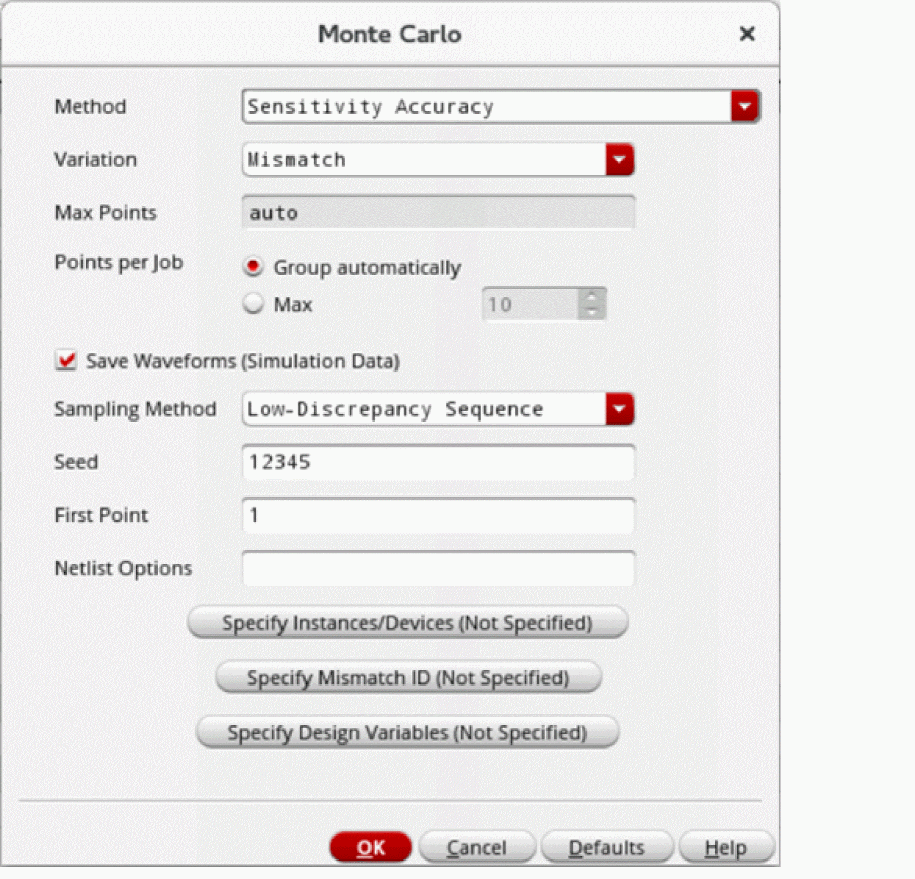 Monte Carlo ×
Method Sensitivity Accuracy
Variation Mismatch
Max Points auto
Points per Job Group automatically
Max 10
Save Waveforms (Simulation Data)
Sampling Method Low-Discrepancy Sequence
Seed 12345
First Point 1
Netlist Options
Specify Instances/Devices (Not Specified)
Specify Mismatch ID (Not Specified)
Specify Design Variables (Not Specified)
OK Cancel Defaults Help